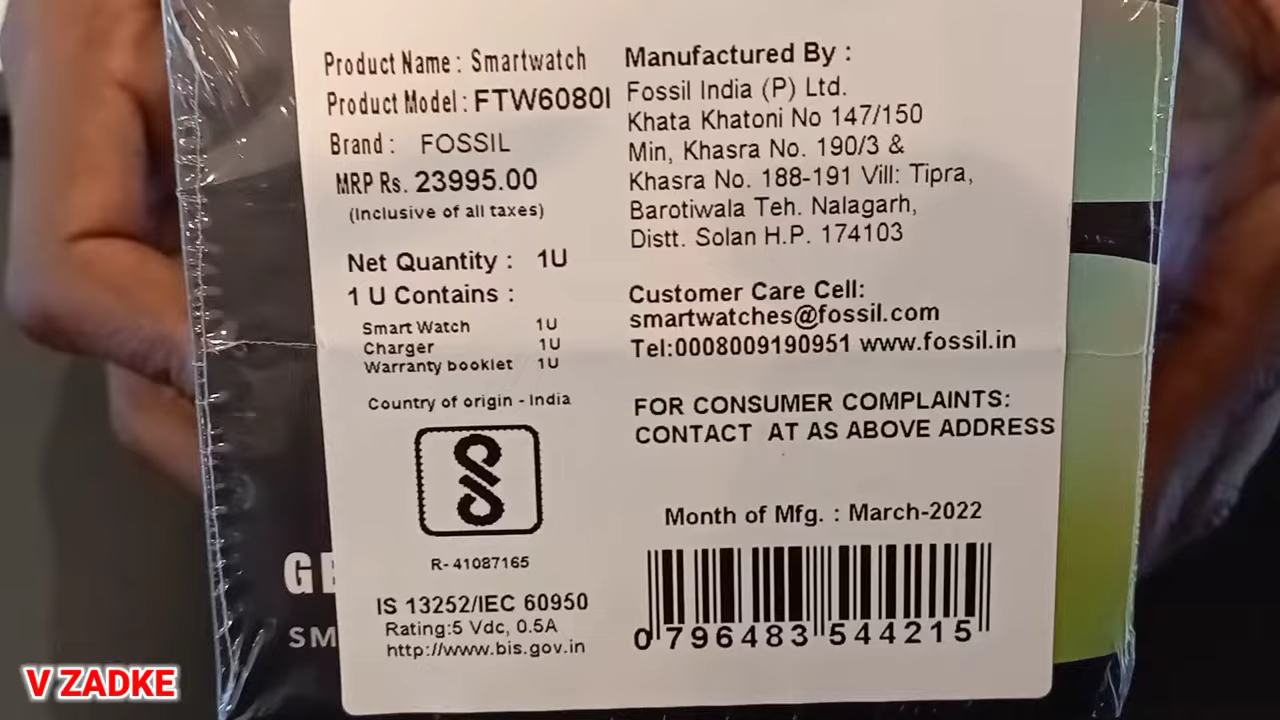 Product Name : Smartwatch
Product Model : FTW6080I
Brand : FOSSIL
MRP Rs. 23995.00
(Inclusive of all taxes)
Net Quantity : 1U
1 U Contains :
Smart Watch 1U
Charger 1U
Warranty booklet 1U
Country of origin - India
R- 41087165
IS 13252/IEC 60950
Rating:5 Vdc, 0.5A
http://www.bis.gov.in
Manufactured By :
Fossil India (P) Ltd.
Khata Khatoni No 147/150
Min, Khasra No. 190/3 &
Khasra No. 188-191 Vill: Tipra,
Barotiwala Teh. Nalagarh,
Distt. Solan H.P. 174103
Customer Care Cell:
smartwatches@fossil.com
Tel:0008009190951 www.fossil.in
FOR CONSUMER COMPLAINTS:
CONTACT AT AS ABOVE ADDRESS
Month of Mfg. : March-2022
0 796483 544215
GE
SM
V ZADKE